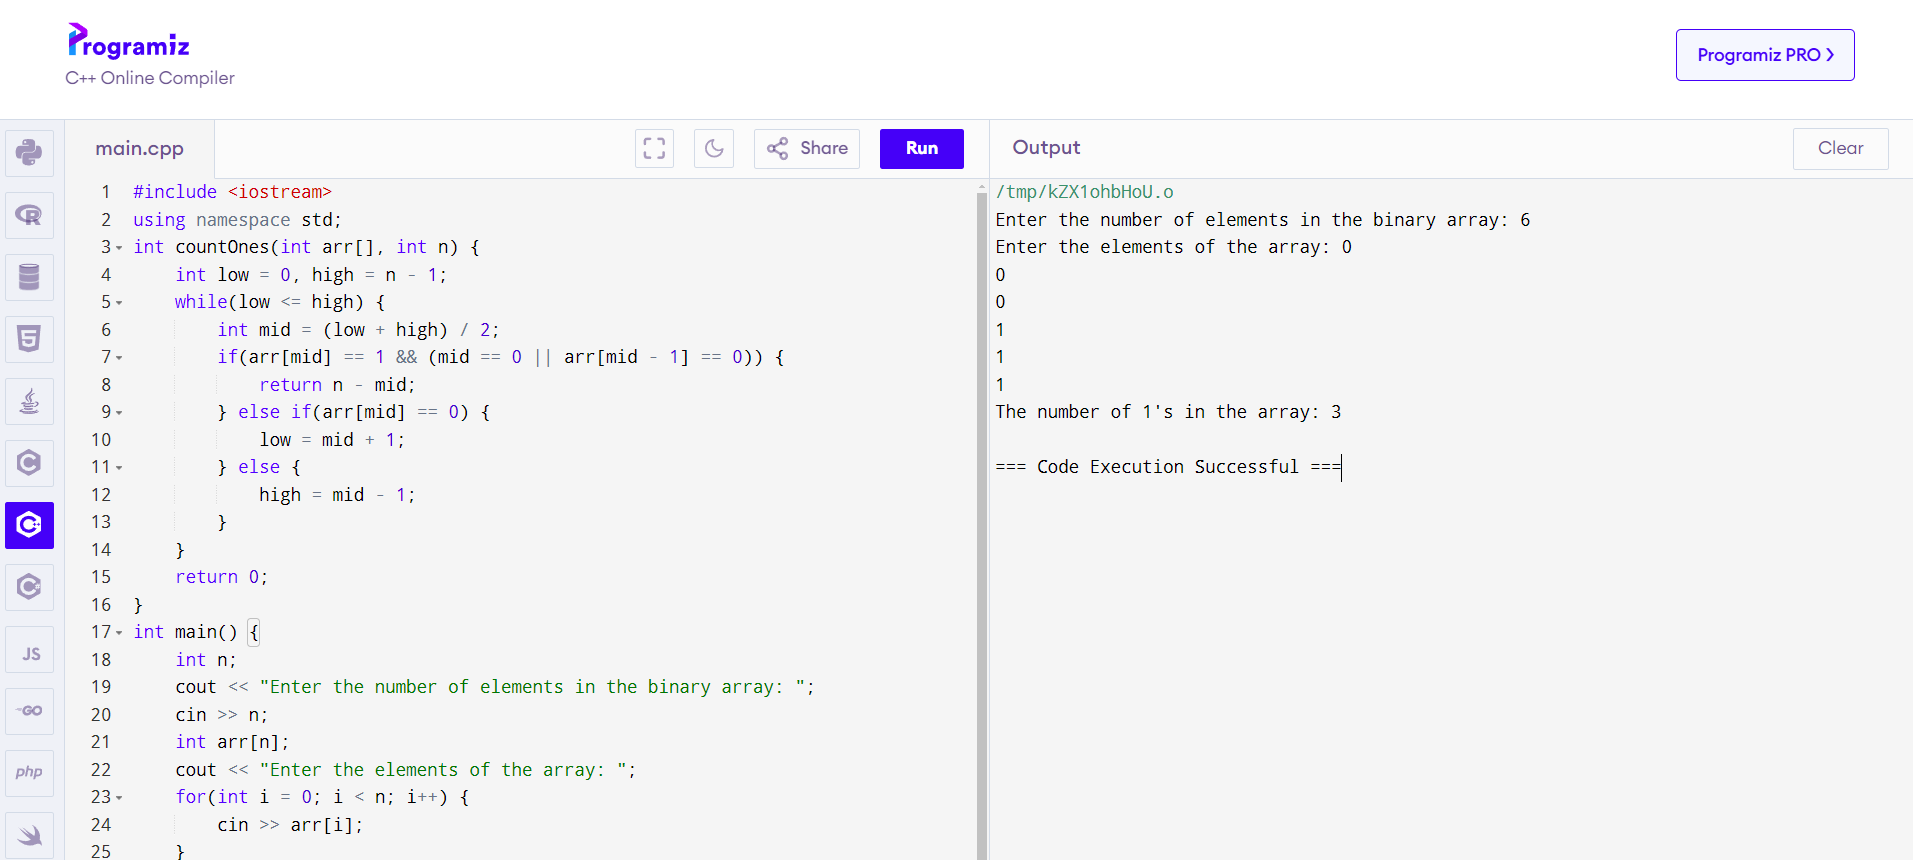 Programiz
C++ Online Compiler
Programiz PRO >
main.cpp
Share
Run
Output
Clear
1 #include <iostream>
2 using namespace std;
3 int countOnes(int arr[], int n) {
4     int low = 0, high = n - 1;
5     while(low <= high) {
6         int mid = (low + high) / 2;
7         if(arr[mid] == 1 && (mid == 0 || arr[mid - 1] == 0)) {
8             return n - mid;
9         } else if(arr[mid] == 0) {
10             low = mid + 1;
11         } else {
12             high = mid - 1;
13         }
14     }
15     return 0;
16 }
17 int main() {
18     int n;
19     cout << "Enter the number of elements in the binary array: ";
20     cin >> n;
21     int arr[n];
22     cout << "Enter the elements of the array: ";
23     for(int i = 0; i < n; i++) {
24         cin >> arr[i];
25     }
/tmp/kZX1ohbHoU.o
Enter the number of elements in the binary array: 6
Enter the elements of the array: 0
0
0
1
1
1
The number of 1's in the array: 3
=== Code Execution Successful ===
R
5
C
C++
C#
JS
GO
php